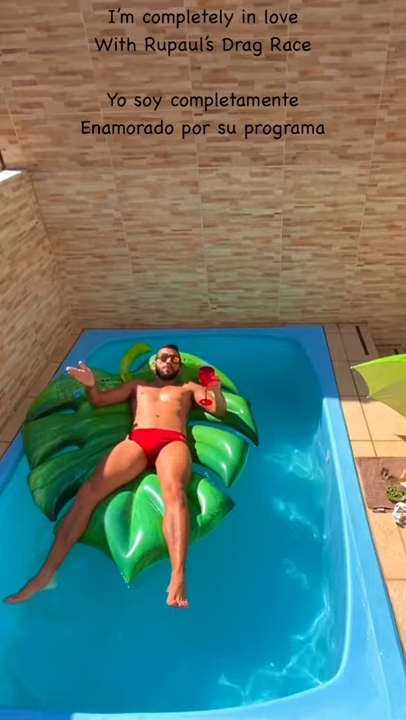 I'm completely in love
With Rupaul's Drag Race
Yo soy completamente
Enamorado por su programa